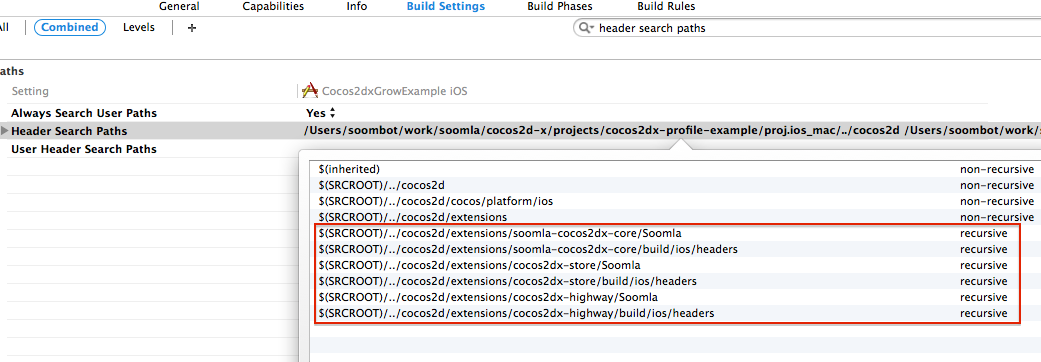 General Capabilities Info Build Settings Build Phases Build Rules
All Combined Levels + header search paths
aths
Setting Cocos2dxGrowExample iOS
Always Search User Paths Yes
Header Search Paths /Users/soombot/work/soomla/cocos2d-x/projects/cocos2dx-profile-example/proj.ios_mac/../cocos2d /Users/soombot/work/s
User Header Search Paths
$(inherited) non-recursive
$(SRCROOT)/../cocos2d non-recursive
$(SRCROOT)/../cocos2d/cocos/platform/ios non-recursive
$(SRCROOT)/../cocos2d/extensions non-recursive
$(SRCROOT)/../cocos2d/extensions/soomla-cocos2dx-core/Soomla recursive
$(SRCROOT)/../cocos2d/extensions/soomla-cocos2dx-core/build/ios/headers recursive
$(SRCROOT)/../cocos2d/extensions/cocos2dx-store/Soomla recursive
$(SRCROOT)/../cocos2d/extensions/cocos2dx-store/build/ios/headers recursive
$(SRCROOT)/../cocos2d/extensions/cocos2dx-highway/Soomla recursive
$(SRCROOT)/../cocos2d/extensions/cocos2dx-highway/build/ios/headers recursive